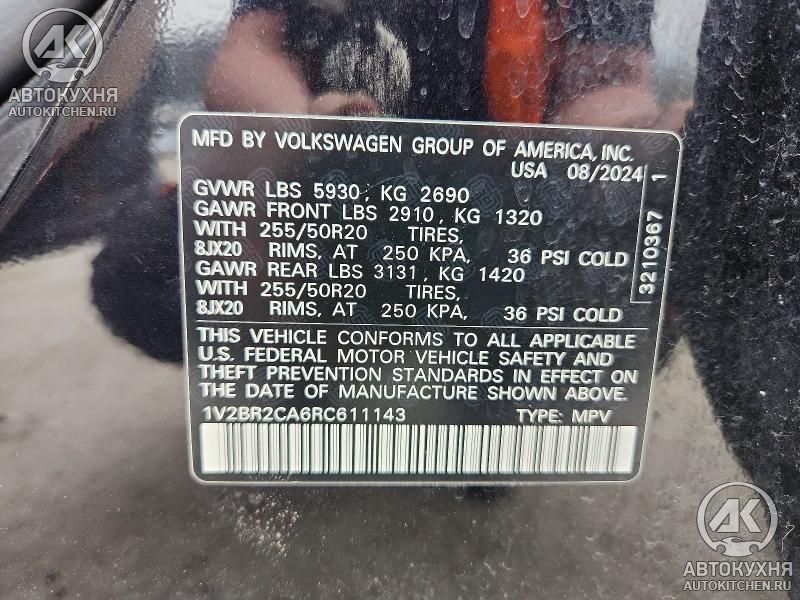 АВТОКУХНЯ
AUTOKITCHEN.RU
MFD BY VOLKSWAGEN GROUP OF AMERICA, INC.
USA 08/2024
GVWR LBS 5930, KG 2690
GAWR FRONT LBS 2910, KG 1320
WITH 255/50R20 TIRES,
8JX20 RIMS, AT 250 KPA, 36 PSI COLD
GAWR REAR LBS 3131, KG 1420
WITH 255/50R20 TIRES,
8JX20 RIMS, AT 250 KPA, 36 PSI COLD
3210367 1
THIS VEHICLE CONFORMS TO ALL APPLICABLE
U.S. FEDERAL MOTOR VEHICLE SAFETY AND
THEFT PREVENTION STANDARDS IN EFFECT ON
THE DATE OF MANUFACTURE SHOWN ABOVE.
1V2BR2CA6RC611143 TYPE: MPV
АВТОКУХНЯ
AUTOKITCHEN.RU